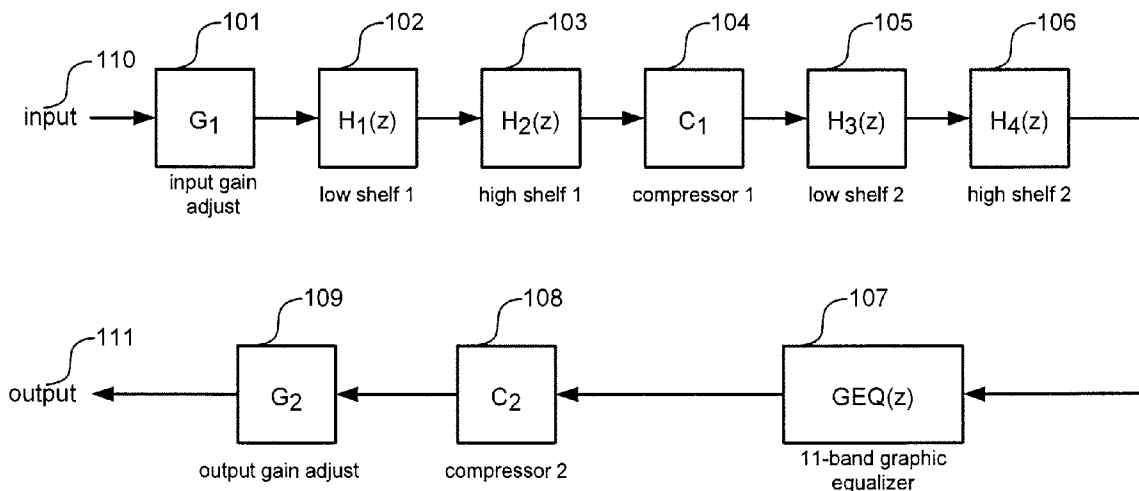 101
102
103
104
105
106
110
input
G1
H1(z)
H2(z)
C1
H3(z)
H4(z)
input gain
adjust
low shelf 1
high shelf 1
compressor 1
low shelf 2
high shelf 2
109
108
107
111
output
G2
C2
GEQ(z)
output gain adjust
compressor 2
11-band graphic
equalizer